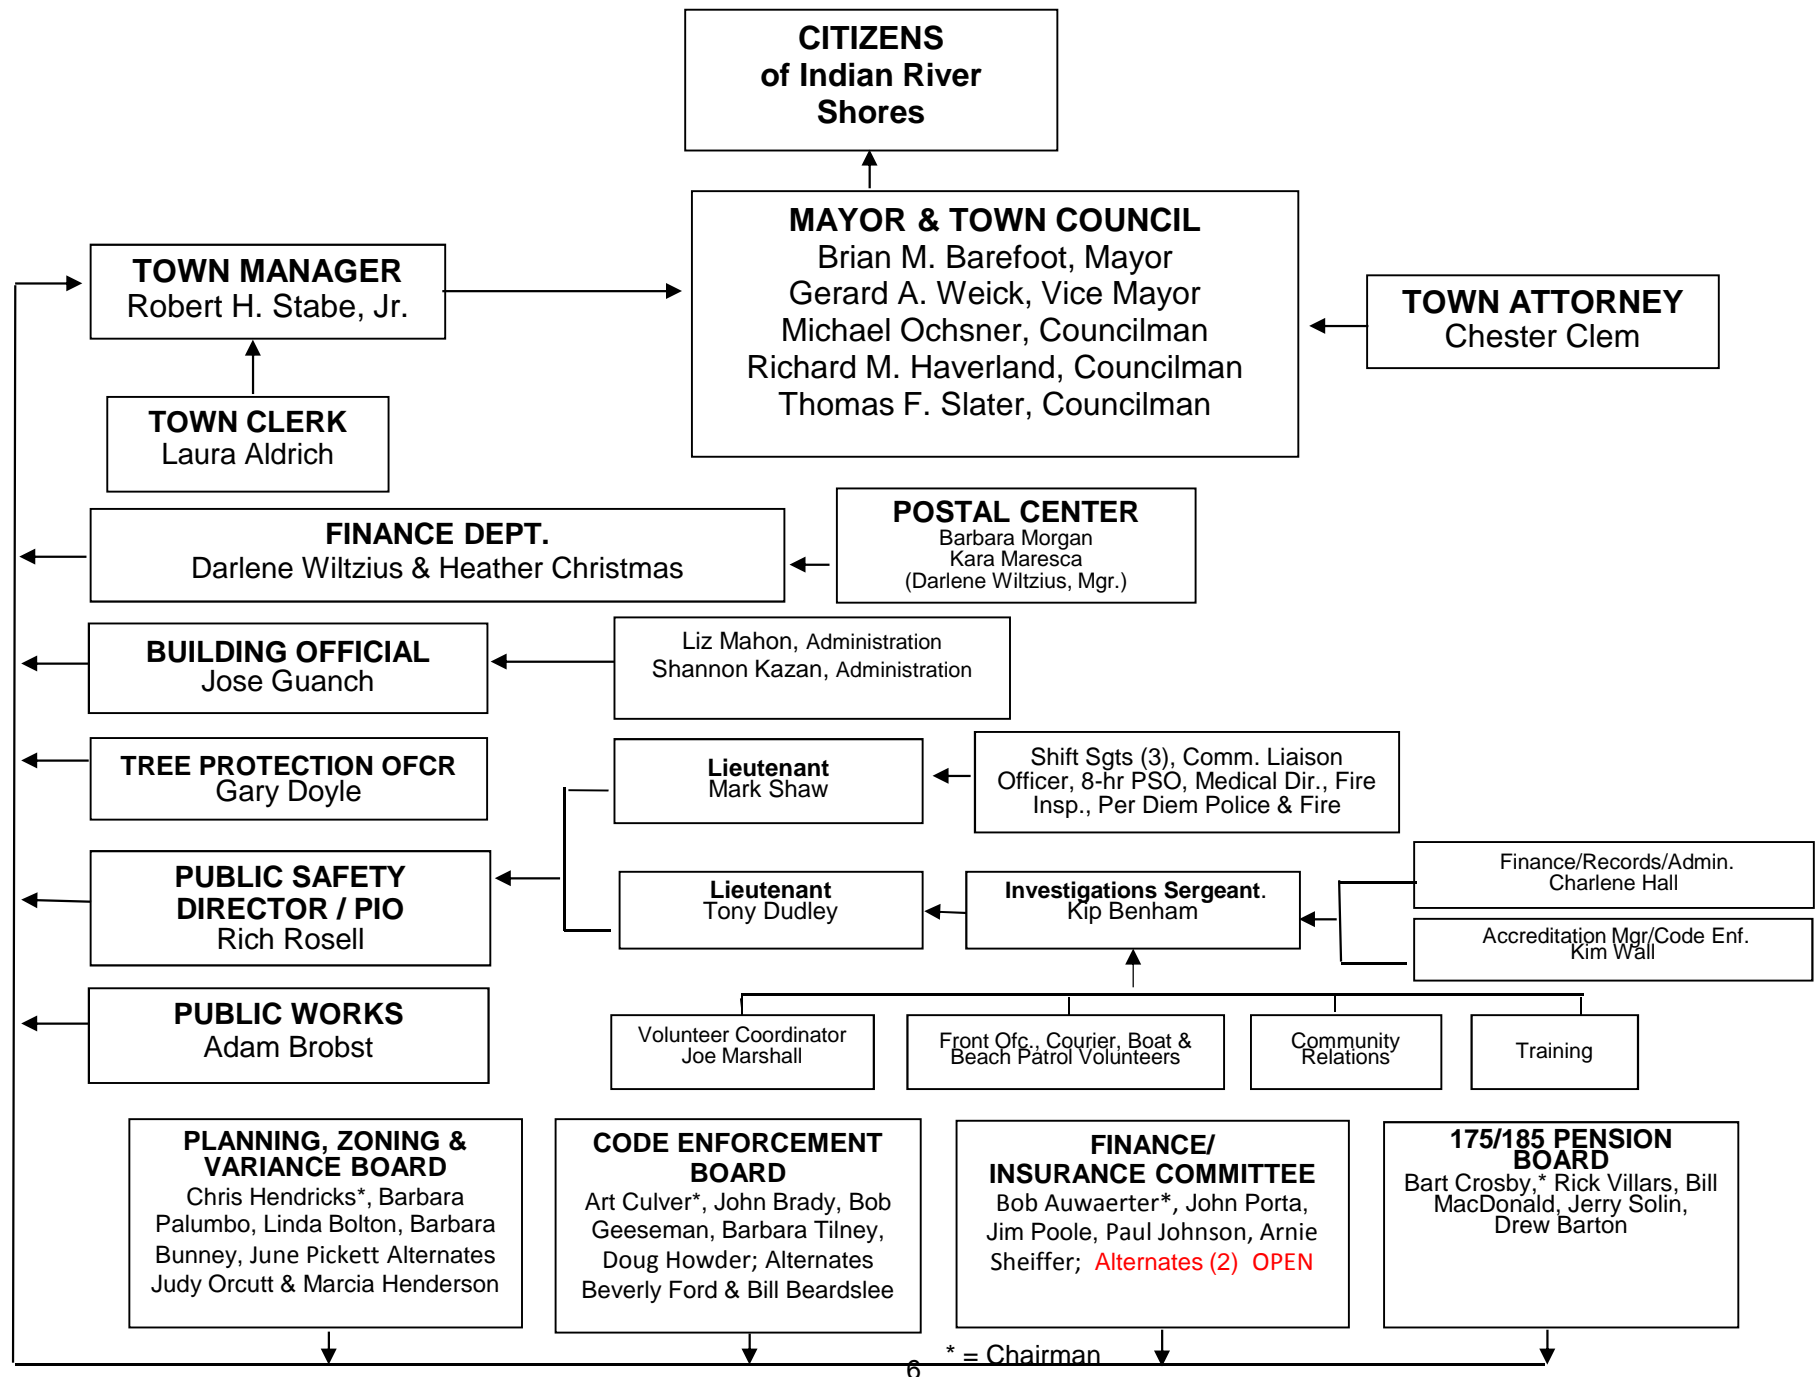 CITIZENS
of Indian River
Shores
MAYOR & TOWN COUNCIL
Brian M. Barefoot, Mayor
Gerard A. Weick, Vice Mayor
Michael Ochsner, Councilman
Richard M. Haverland, Councilman
Thomas F. Slater, Councilman
TOWN MANAGER
Robert H. Stabe, Jr.
TOWN ATTORNEY
Chester Clem
TOWN CLERK
Laura Aldrich
FINANCE DEPT.
Darlene Wiltzius & Heather Christmas
POSTAL CENTER
Barbara Morgan
Kara Maresca
(Darlene Wiltzius, Mgr.)
BUILDING OFFICIAL
Jose Guanch
Liz Mahon, Administration
Shannon Kazan, Administration
TREE PROTECTION OFCR
Gary Doyle
Lieutenant
Mark Shaw
Shift Sgts (3), Comm. Liaison
Officer, 8-hr PSO, Medical Dir., Fire
Insp., Per Diem Police & Fire
PUBLIC SAFETY
DIRECTOR / PIO
Rich Rosell
Lieutenant
Tony Dudley
Investigations Sergeant.
Kip Benham
Finance/Records/Admin.
Charlene Hall
Accreditation Mgr/Code Enf.
Kim Wall
PUBLIC WORKS
Adam Brobst
Volunteer Coordinator
Joe Marshall
Front Ofc., Courier, Boat &
Beach Patrol Volunteers
Community
Relations
Training
PLANNING, ZONING &
VARIANCE BOARD
Chris Hendricks*, Barbara
Palumbo, Linda Bolton, Barbara
Bunney, June Pickett Alternates
Judy Orcutt & Marcia Henderson
CODE ENFORCEMENT
BOARD
Art Culver*, John Brady, Bob
Geeseman, Barbara Tilney,
Doug Howder; Alternates
Beverly Ford & Bill Beardslee
FINANCE/
INSURANCE COMMITTEE
Bob Auwaerter*, John Porta,
Jim Poole, Paul Johnson, Arnie
Sheiffer; Alternates (2) OPEN
175/185 PENSION
BOARD
Bart Crosby,* Rick Villars, Bill
MacDonald, Jerry Solin,
Drew Barton
* = Chairman
6